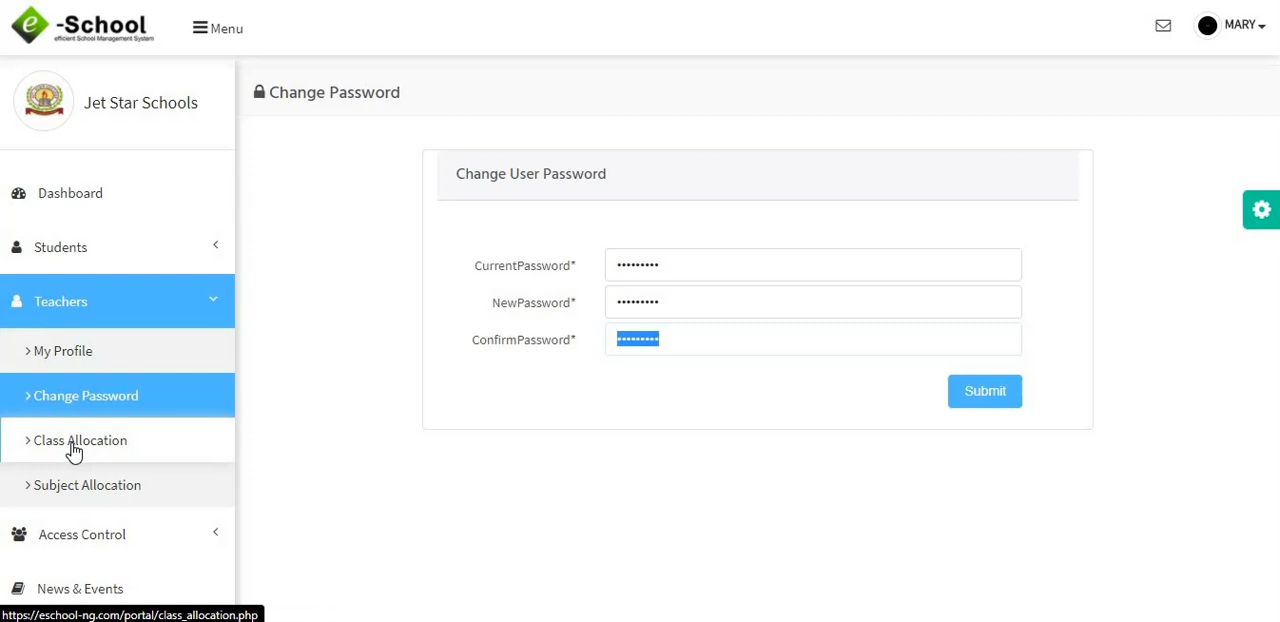 e -School
efficient School Management System
Menu
MARY
Jet Star Schools
Change Password
Dashboard
Students
Teachers
> My Profile
> Change Password
> Class Allocation
> Subject Allocation
Access Control
News & Events
Change User Password
CurrentPassword* •••••••••
NewPassword* •••••••••
ConfirmPassword* •••••••••
Submit
https://eschool-ng.com/portal/class_allocation.php